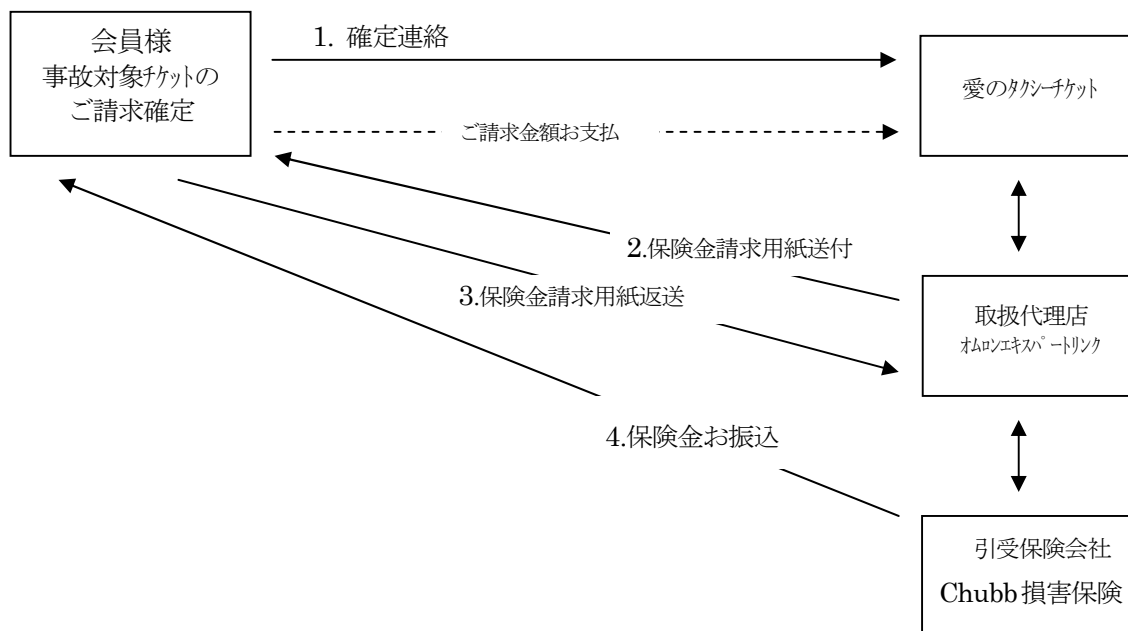 会員様
事故対象ﾁｹｯﾄの
ご請求確定
1. 確定連絡
ご請求金額お支払
愛のﾀｸｼｰﾁｹｯﾄ
2.保険金請求用紙送付
3.保険金請求用紙返送
取扱代理店
ｵﾑﾛﾝｴｷｽﾊﾟｰﾄﾘﾝｸ
4.保険金お振込
引受保険会社
Chubb損害保険